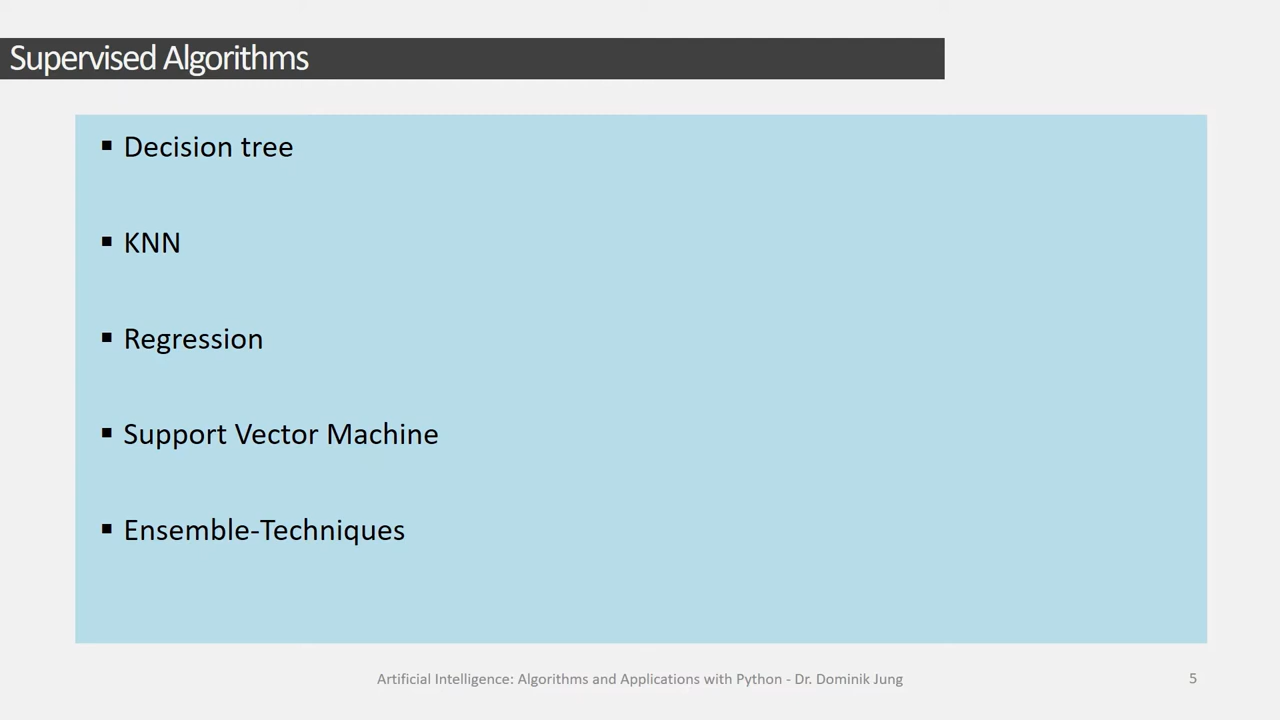 Supervised Algorithms
▪ Decision tree
▪ KNN
▪ Regression
▪ Support Vector Machine
▪ Ensemble-Techniques
Artificial Intelligence: Algorithms and Applications with Python - Dr. Dominik Jung
5